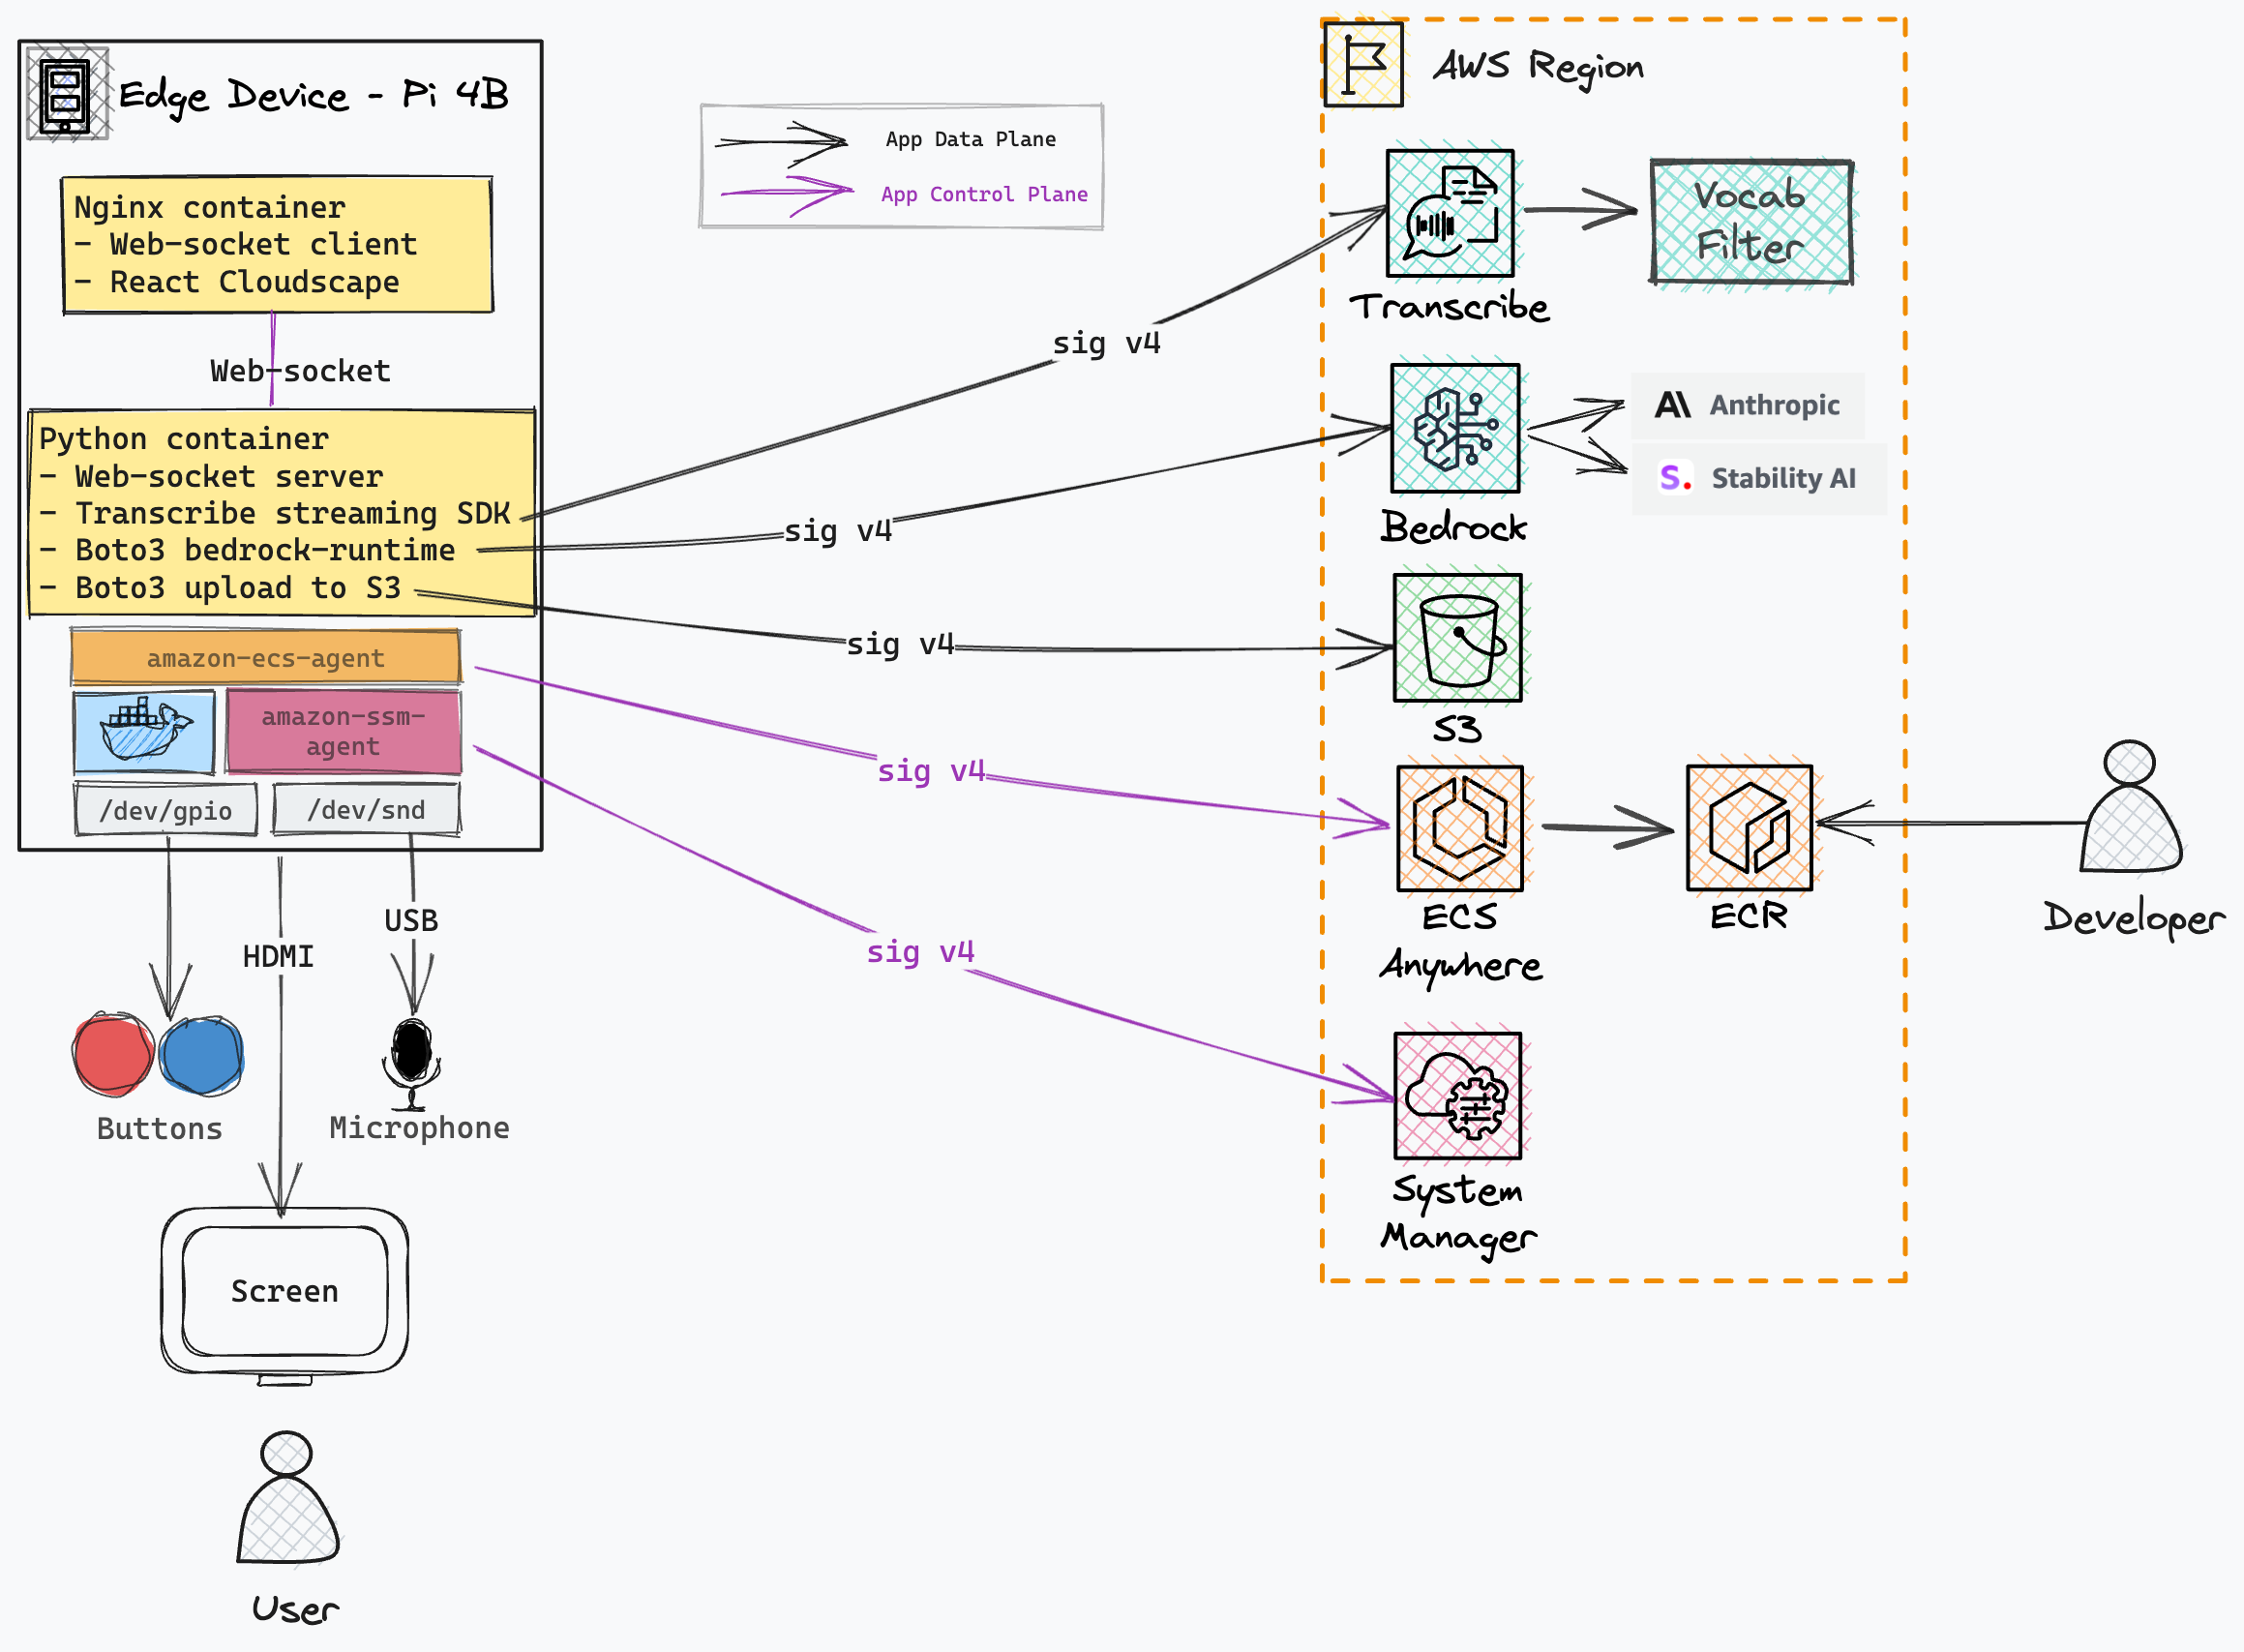 Edge Device - Pi 4B
Nginx container
- Web-socket client
- React Cloudscape
Web-socket
Python container
- Web-socket server
- Transcribe streaming SDK
- Boto3 bedrock-runtime
- Boto3 upload to S3
amazon-ecs-agent
amazon-ssm-
agent
/dev/gpio
/dev/snd
USB
HDMI
Buttons
Microphone
Screen
User
App Data Plane
App Control Plane
sig v4
sig v4
sig v4
sig v4
sig v4
AWS Region
Transcribe
Vocab
Filter
Bedrock
A\ Anthropic
S. Stability AI
S3
ECS
Anywhere
ECR
Developer
System
Manager